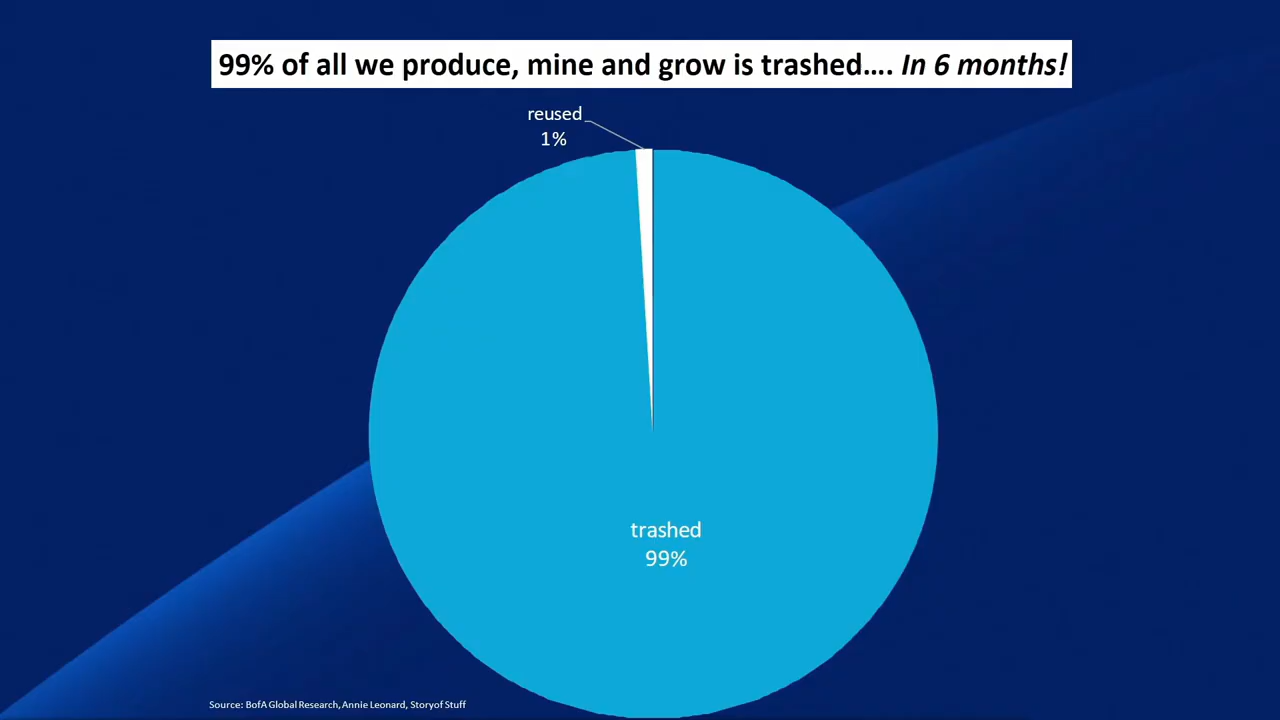 99% of all we produce, mine and grow is trashed.... In 6 months!
reused
1%
trashed
99%
Source: BofA Global Research, Annie Leonard, Storyof Stuff